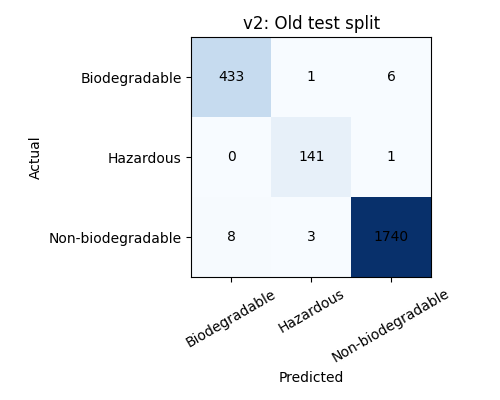 v2: Old test split
Actual
Biodegradable 433 1 6
Hazardous 0 141 1
Non-biodegradable 8 3 1740
Biodegradable Hazardous Non-biodegradable
Predicted